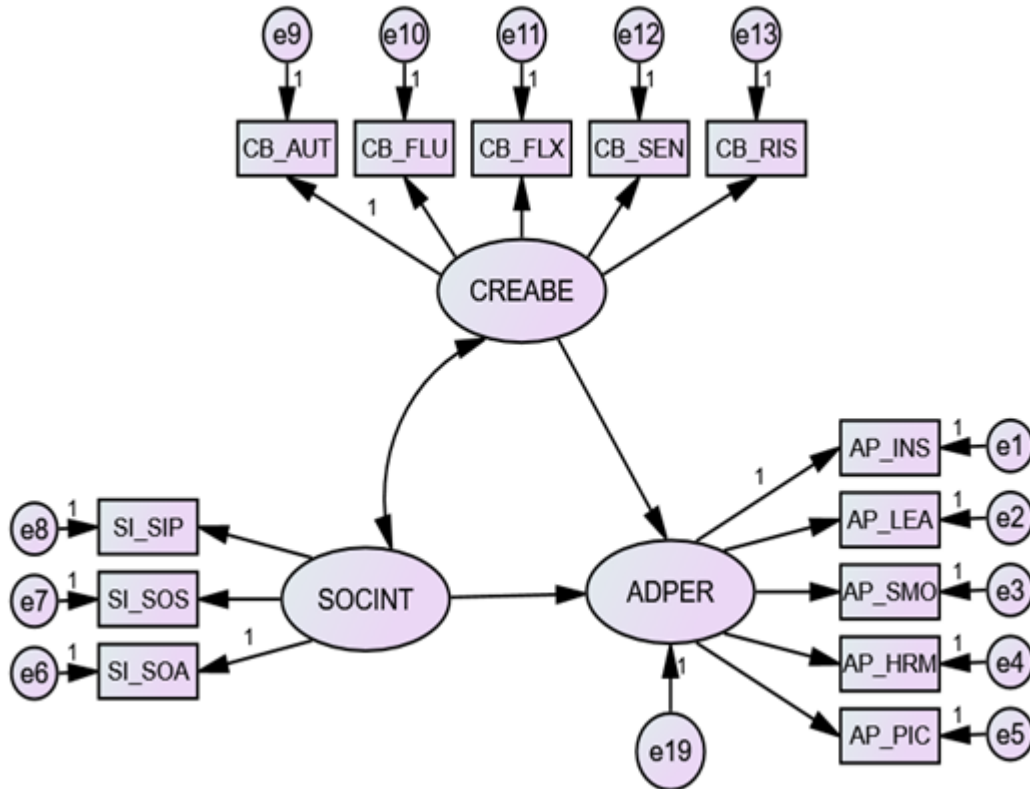 e9 e10 e11 e12 e13
1 1 1 1 1
CB_AUT CB_FLU CB_FLX CB_SEN CB_RIS
1
CREABE
AP_INS 1 e1
1
AP_LEA 1 e2
e8 1 SI_SIP
e7 1 SI_SOS
SOCINT
ADPER
AP_SMO 1 e3
e6 1 SI_SOA 1
AP_HRM 1 e4
1
AP_PIC 1 e5
e19